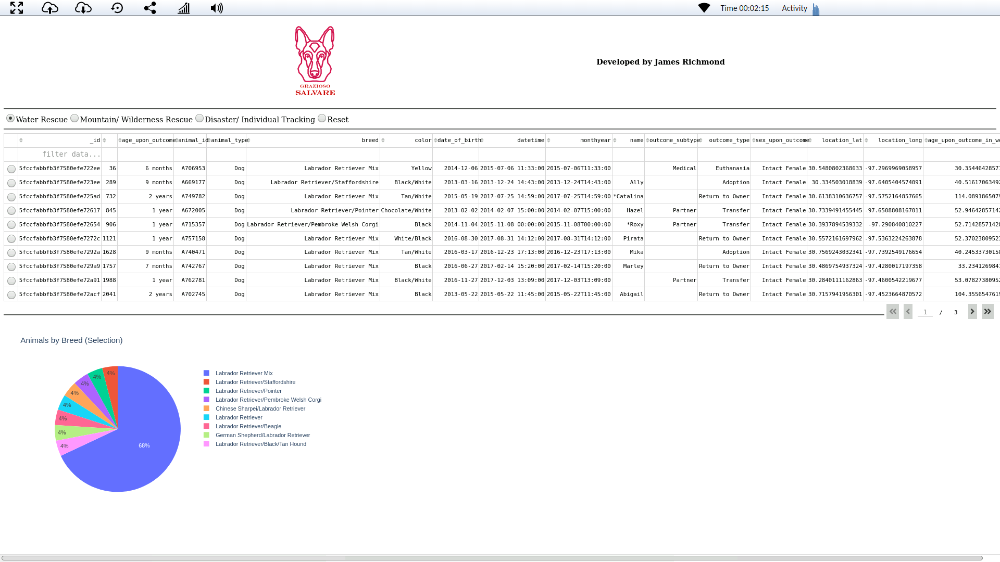 Time 00:02:15 Activity
Developed by James Richmond
GRAZIOSO
SALVARE
Water Rescue Mountain/ Wilderness Rescue Disaster/ Individual Tracking Reset
_id age_upon_outcome animal_id animal_type breed color date_of_birth datetime monthyear name outcome_subtype outcome_type sex_upon_outcome location_lat location_long age_upon_outcome_in_we
filter data...
5fccfabbfb3f7580efe722ee 36 6 months A706953 Dog Labrador Retriever Mix Yellow 2014-12-06 2015-07-06 11:33:00 2015-07-06T11:33:00 Medical Euthanasia Intact Female 30.5480802368633 -97.2969969058957 30.35446428571
5fccfabbfb3f7580efe723ee 289 9 months A669177 Dog Labrador Retriever/Staffordshire Black/White 2013-03-16 2013-12-24 14:43:00 2013-12-24T14:43:00 Ally Adoption Intact Female 30.334503018839 -97.6405404574091 40.51617063492
5fccfabbfb3f7580efe725ad 732 2 years A749782 Dog Labrador Retriever Mix Tan/White 2015-05-19 2017-07-25 14:59:00 2017-07-25T14:59:00 *Catalina Return to Owner Intact Female 30.6138310636757 -97.5752164857665 114.0891865079
5fccfabbfb3f7580efe72617 845 1 year A672005 Dog Labrador Retriever/Pointer Chocolate/White 2013-02-02 2014-02-07 15:00:00 2014-02-07T15:00:00 Hazel Partner Transfer Intact Female 30.7339491455445 -97.6508808167011 52.94642857142
5fccfabbfb3f7580efe72654 906 1 year A715357 Dog Labrador Retriever/Pembroke Welsh Corgi Black 2014-11-04 2015-11-08 00:00:00 2015-11-08T00:00:00 *Roxy Partner Transfer Intact Female 30.3937894539332 -97.290840810227 52.71428571428
5fccfabbfb3f7580efe7272c 1121 1 year A757158 Dog Labrador Retriever Mix White/Black 2016-08-30 2017-08-31 14:12:00 2017-08-31T14:12:00 Pirata Return to Owner Intact Female 30.5572161697962 -97.5363224263878 52.37023809523
5fccfabbfb3f7580efe7292a 1628 9 months A740471 Dog Labrador Retriever Mix Tan/White 2016-03-17 2016-12-23 17:13:00 2016-12-23T17:13:00 Mika Adoption Intact Female 30.7569243032341 -97.7392549176654 40.24533730158
5fccfabbfb3f7580efe729a9 1757 7 months A742767 Dog Labrador Retriever Mix Black 2016-06-27 2017-02-14 15:20:00 2017-02-14T15:20:00 Marley Return to Owner Intact Female 30.4869754937324 -97.4280017197358 33.2341269841
5fccfabbfb3f7580efe72a91 1988 1 year A762781 Dog Labrador Retriever Mix Black/White 2016-11-27 2017-12-03 13:09:00 2017-12-03T13:09:00 Partner Transfer Intact Female 30.2840111162863 -97.4600542219677 53.07827380952
5fccfabbfb3f7580efe72acf 2041 2 years A702745 Dog Labrador Retriever Mix Black 2013-05-22 2015-05-22 11:45:00 2015-05-22T11:45:00 Abigail Return to Owner Intact Female 30.7157941956301 -97.4523664870572 104.3556547619
1 / 3
Animals by Breed (Selection)
4%
4%
4%
4%
4%
4%
4%
4%
68%
Labrador Retriever Mix
Labrador Retriever/Staffordshire
Labrador Retriever/Pointer
Labrador Retriever/Pembroke Welsh Corgi
Chinese Sharpei/Labrador Retriever
Labrador Retriever
Labrador Retriever/Beagle
German Shepherd/Labrador Retriever
Labrador Retriever/Black/Tan Hound